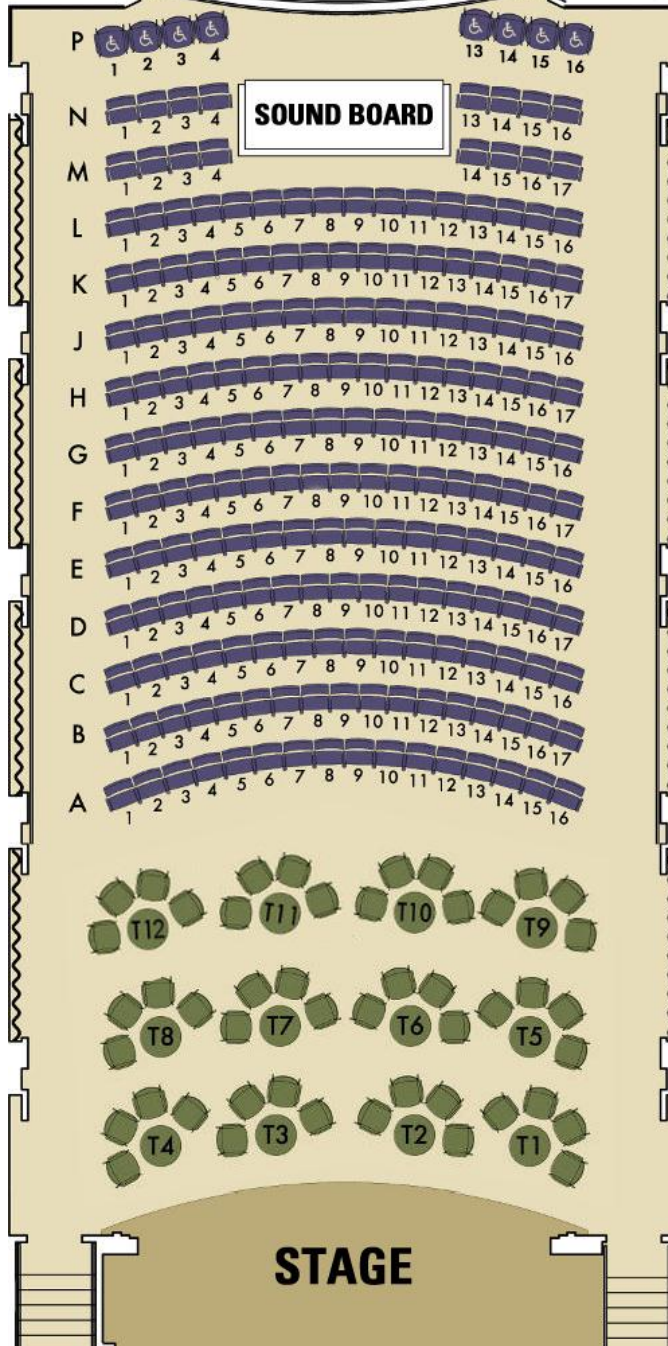 P 1 2 3 4 13 14 15 16
SOUND BOARD
N 1 2 3 4 13 14 15 16
M 1 2 3 4 14 15 16 17
L 1 2 3 4 5 6 7 8 9 10 11 12 13 14 15 16
K 1 2 3 4 5 6 7 8 9 10 11 12 13 14 15 16 17
J 1 2 3 4 5 6 7 8 9 10 11 12 13 14 15 16
H 1 2 3 4 5 6 7 8 9 10 11 12 13 14 15 16 17
G 1 2 3 4 5 6 7 8 9 10 11 12 13 14 15 16
F 1 2 3 4 5 6 7 8 9 10 11 12 13 14 15 16 17
E 1 2 3 4 5 6 7 8 9 10 11 12 13 14 15 16
D 1 2 3 4 5 6 7 8 9 10 11 12 13 14 15 16 17
C 1 2 3 4 5 6 7 8 9 10 11 12 13 14 15 16
B 1 2 3 4 5 6 7 8 9 10 11 12 13 14 15 16 17
A 1 2 3 4 5 6 7 8 9 10 11 12 13 14 15 16
T12 T11 T10 T9
T8 T7 T6 T5
T4 T3 T2 T1
STAGE